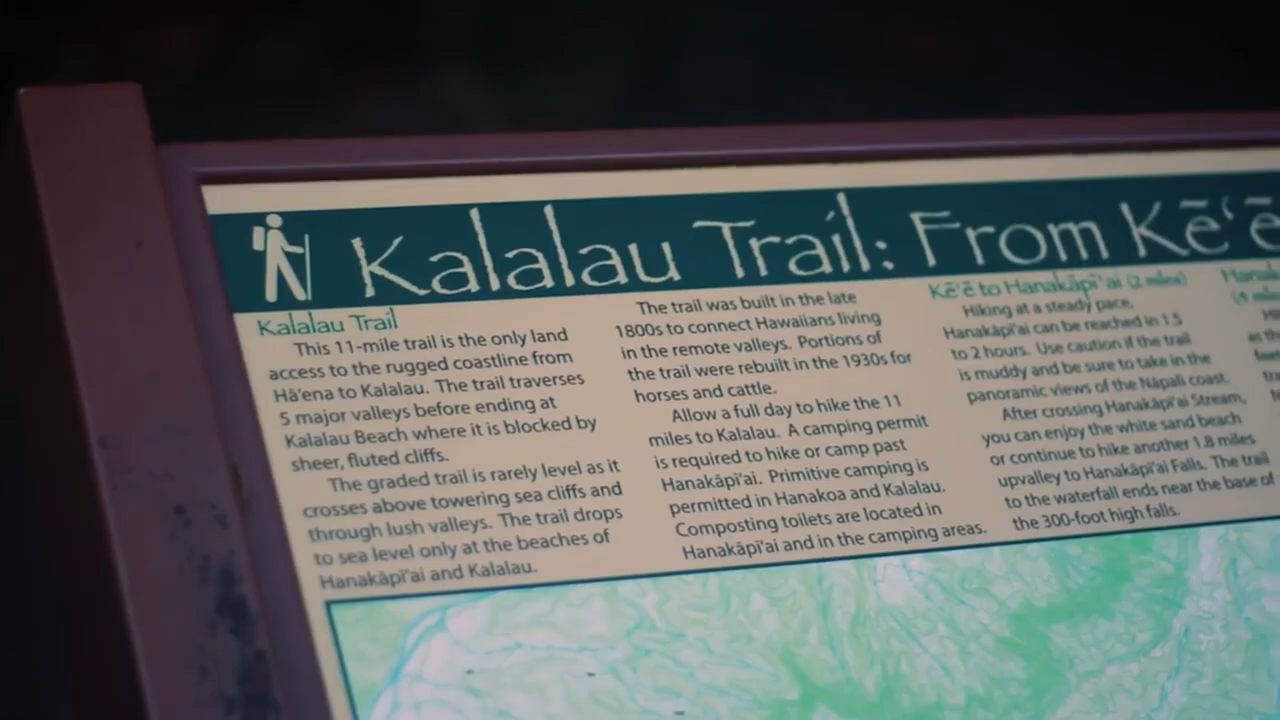 Kalalau Trail: From Kē‘ē
Kalalau Trail
This 11-mile trail is the only land
access to the rugged coastline from
Hā‘ena to Kalalau. The trail traverses
5 major valleys before ending at
Kalalau Beach where it is blocked by
sheer, fluted cliffs.
The graded trail is rarely level as it
crosses above towering sea cliffs and
through lush valleys. The trail drops
to sea level only at the beaches of
Hanakāpī‘ai and Kalalau.
The trail was built in the late
1800s to connect Hawaiians living
in the remote valleys. Portions of
the trail were rebuilt in the 1930s for
horses and cattle.
Allow a full day to hike the 11
miles to Kalalau. A camping permit
is required to hike or camp past
Hanakāpī‘ai. Primitive camping is
permitted in Hanakoa and Kalalau.
Composting toilets are located in
Hanakāpī‘ai and in the camping areas.
Kē‘ē to Hanakāpī‘ai (2 miles)
Hiking at a steady pace,
Hanakāpī‘ai can be reached in 1.5
to 2 hours. Use caution if the trail
is muddy and be sure to take in the
panoramic views of the Nāpali coast.
After crossing Hanakāpī‘ai Stream,
you can enjoy the white sand beach
or continue to hike another 1.8 miles
upvalley to Hanakāpī‘ai Falls. The trail
to the waterfall ends near the base of
the 300-foot high falls.